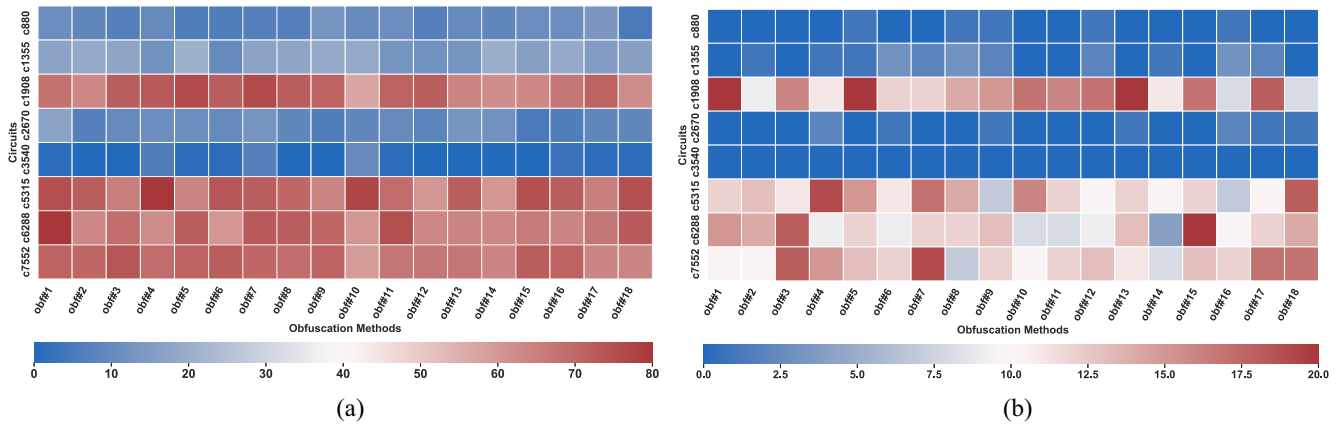 Circuits
c880
c1355
c1908
c2670
c3540
c5315
c6288
c7552
obf#1 obf#2 obf#3 obf#4 obf#5 obf#6 obf#7 obf#8 obf#9 obf#10 obf#11 obf#12 obf#13 obf#14 obf#15 obf#16 obf#17 obf#18
Obfuscation Methods
0 10 20 30 40 50 60 70 80
(a)
Circuits
c880
c1355
c1908
c2670
c3540
c5315
c6288
c7552
obf#1 obf#2 obf#3 obf#4 obf#5 obf#6 obf#7 obf#8 obf#9 obf#10 obf#11 obf#12 obf#13 obf#14 obf#15 obf#16 obf#17 obf#18
Obfuscation Methods
0.0 2.5 5.0 7.5 10.0 12.5 15.0 17.5 20.0
(b)